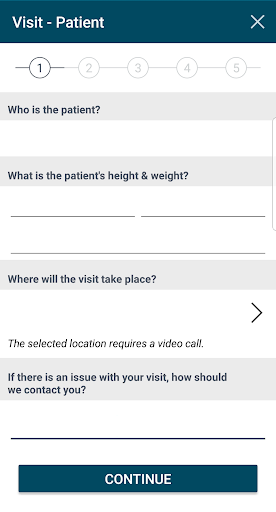 Visit - Patient
1 2 3 4 5
Who is the patient?
What is the patient's height & weight?
Where will the visit take place?
The selected location requires a video call.
If there is an issue with your visit, how should
we contact you?
CONTINUE